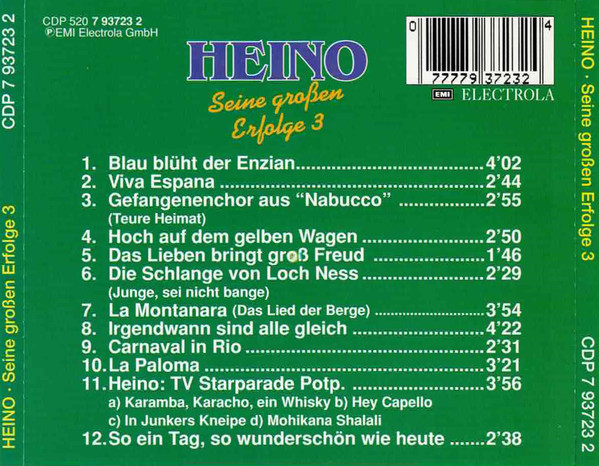 CDP 520 7 93723 2
ⓅEMI Electrola GmbH
HEINO
Seine großen
Erfolge 3
0 4
77779 37232
EMI ELECTROLA
1. Blau blüht der Enzian 4'02
2. Viva Espana 2'44
3. Gefangenenchor aus “Nabucco” 2'55
(Teure Heimat)
4. Hoch auf dem gelben Wagen 2'50
5. Das Lieben bringt groß Freud 1'46
6. Die Schlange von Loch Ness 2'29
(Junge, sei nicht bange)
7. La Montanara (Das Lied der Berge) 3'54
8. Irgendwann sind alle gleich 4'22
9. Carnaval in Rio 2'31
10. La Paloma 3'21
11. Heino: TV Starparade Potp. 3'56
a) Karamba, Karacho, ein Whisky b) Hey Capello
c) In Junkers Kneipe d) Mohikana Shalali
12. So ein Tag, so wunderschön wie heute 2'38
HEINO · Seine großen Erfolge 3 CDP 7 93723 2
HEINO · Seine großen Erfolge 3 CDP 7 93723 2